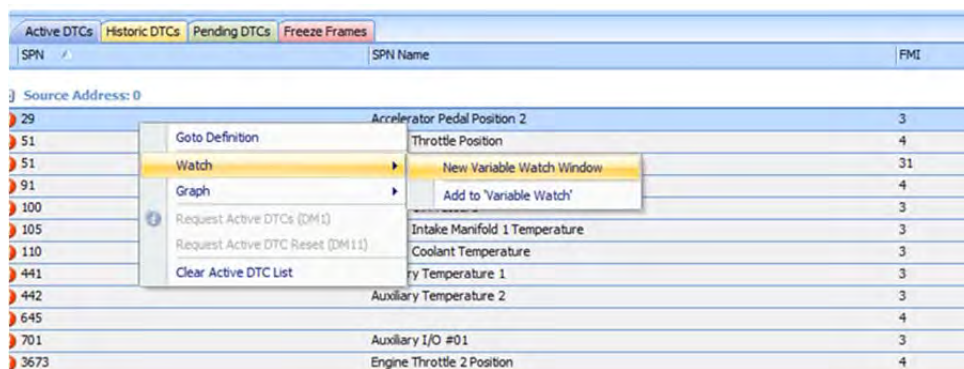 Active DTCs Historic DTCs Pending DTCs Freeze Frames
SPN SPN Name FMI
Source Address: 0
29 Accelerator Pedal Position 2 3
51 Throttle Position 4
51 31
91 4
100 3
105 Intake Manifold 1 Temperature 3
110 Coolant Temperature 3
441 ry Temperature 1 3
442 Auxiliary Temperature 2 3
645 4
701 Auxiliary I/O #01 3
3673 Engine Throttle 2 Position 4
Goto Definition
Watch
Graph
Request Active DTCs (DM1)
Request Active DTC Reset (DM11)
Clear Active DTC List
New Variable Watch Window
Add to 'Variable Watch'